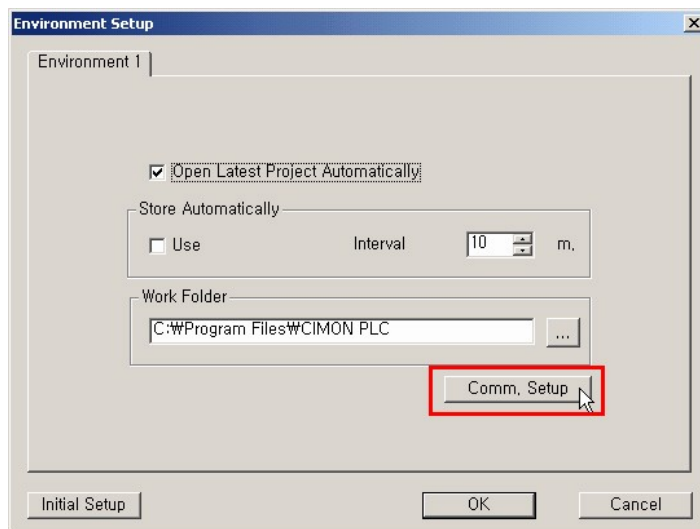 Environment Setup
Environment 1
Open Latest Project Automatically
Store Automatically
Use Interval 10 m,
Work Folder
C:₩Program Files₩CIMON PLC ...
Comm, Setup
Initial Setup OK Cancel